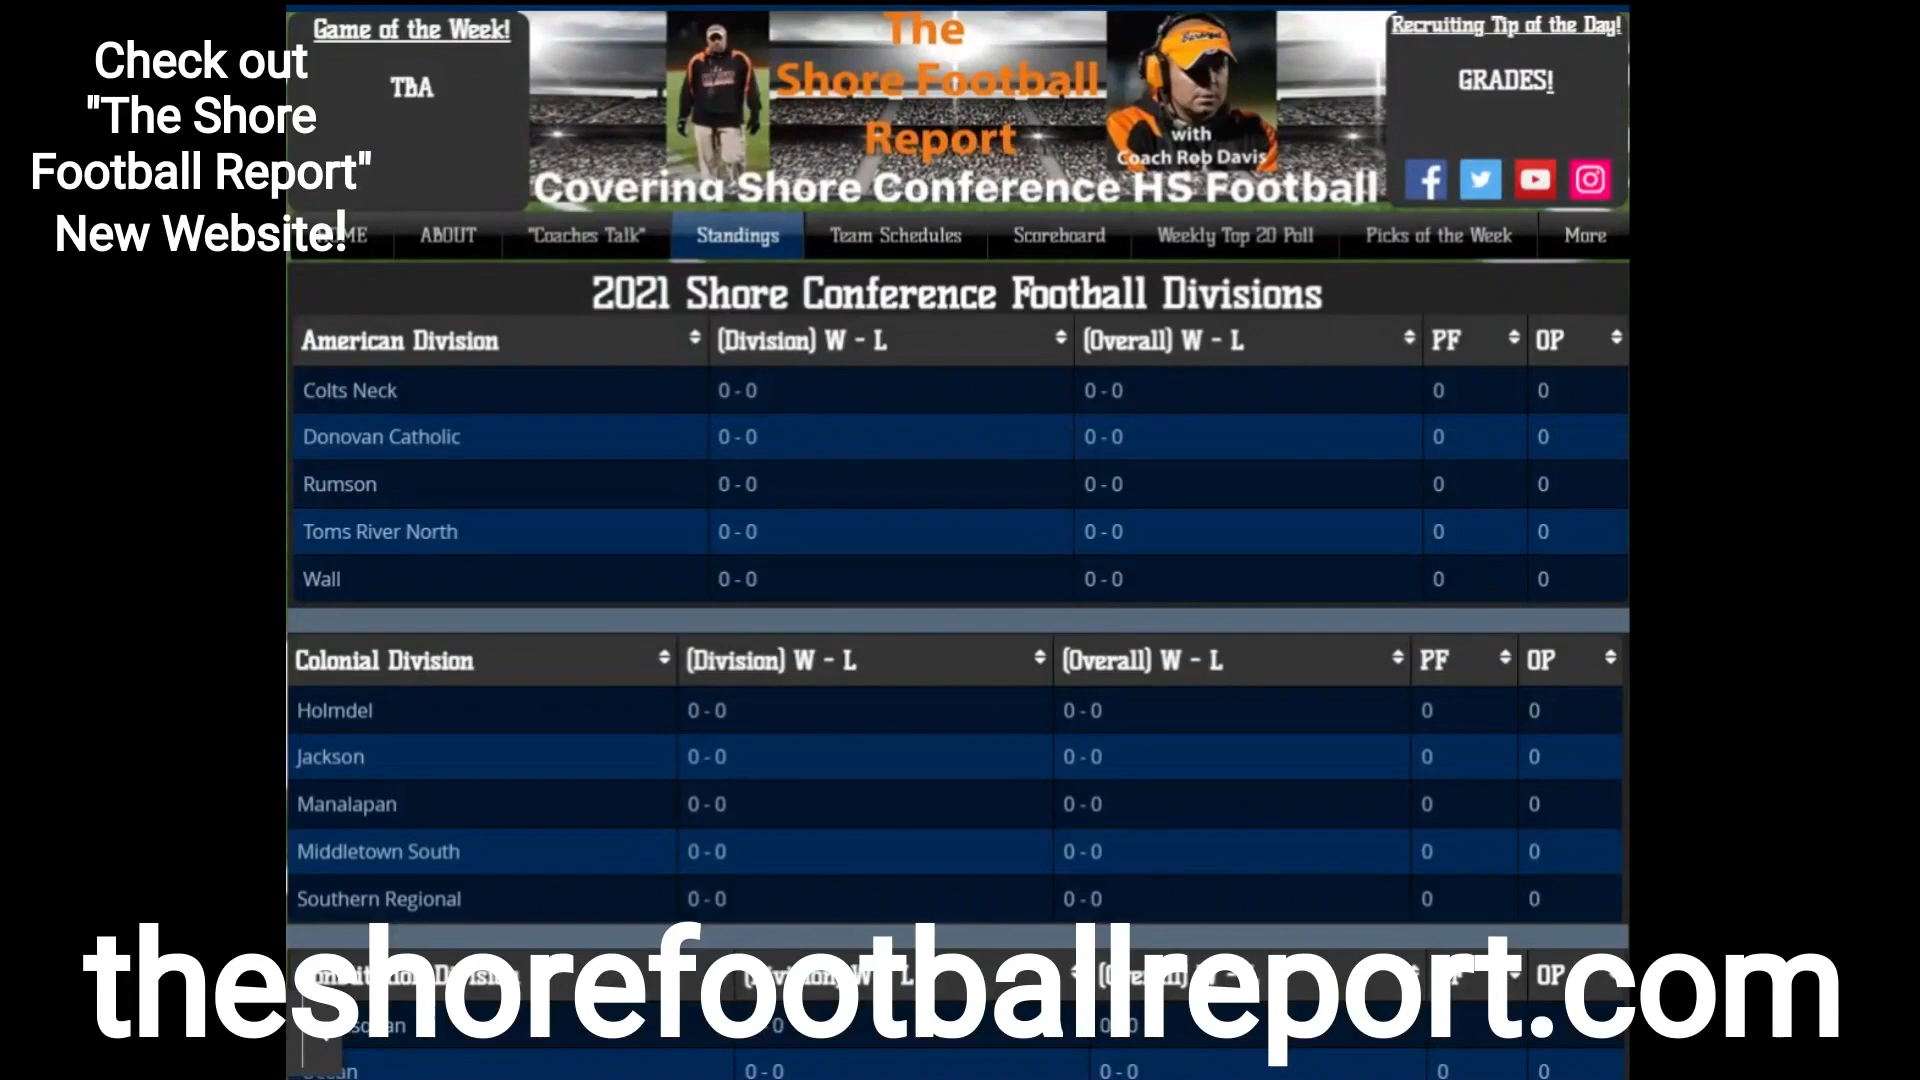 Check out
"The Shore
Football Report"
New Website!
Game of the Week!
TBA
The
Shore Football
Report
with
Coach Rob Davis
Covering Shore Conference HS Football
Recruiting Tip of the Day!
GRADES!
ABOUT "Coaches Talk" Standings Team Schedules Scoreboard Weekly Top 20 Poll Picks of the Week More
2021 Shore Conference Football Divisions
American Division (Division) W - L (Overall) W - L PF OP
Colts Neck 0 - 0 0 - 0 0 0
Donovan Catholic 0 - 0 0 - 0 0 0
Rumson 0 - 0 0 - 0 0 0
Toms River North 0 - 0 0 - 0 0 0
Wall 0 - 0 0 - 0 0 0
Colonial Division (Division) W - L (Overall) W - L PF OP
Holmdel 0 - 0 0 - 0 0 0
Jackson 0 - 0 0 - 0 0 0
Manalapan 0 - 0 0 - 0 0 0
Middletown South 0 - 0 0 - 0 0 0
Southern Regional 0 - 0 0 - 0 0 0
theshorefootballreport.com
OP
0 - 0 0 - 0 0 0